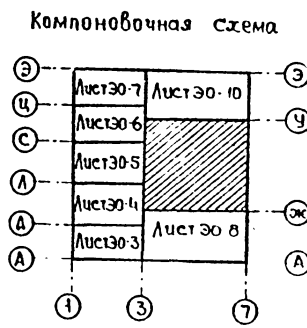 Компоновочная схема
Э Лист ЭО-7 Лист ЭО-10 Э
Ц Лист ЭО-6 У
С
Лист ЭО-5
Л
Лист ЭО-4 Ж
Д
Лист ЭО-3 Лист ЭО 8
А А
1 3 7